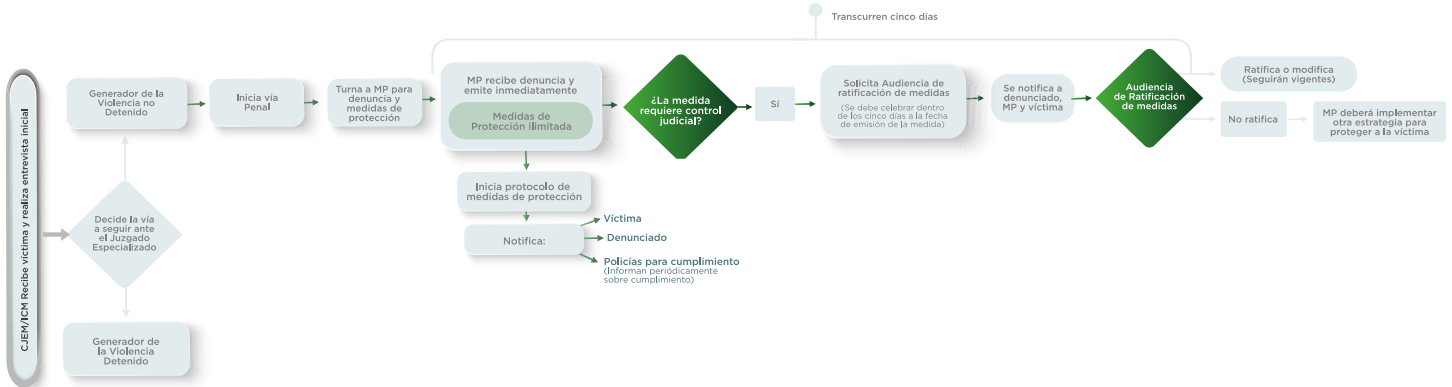 Transcurren cinco días
CJEM/ICM Recibe víctima y realiza entrevista inicial
Generador de la
Violencia no
Detenido
Inicia vía
Penal
Turna a MP para
denuncia y
medidas de
protección
MP recibe denuncia y
emite inmediatamente
Medidas de
Protección ilimitada
¿La medida
requiere control
judicial?
Sí
Solicita Audiencia de
ratificación de medidas
(Se debe celebrar dentro
de los cinco días a la fecha
de emisión de la medida)
Se notifica a
denunciado,
MP y víctima
Audiencia
de Ratificación
de medidas
Ratifica o modifica
(Seguirán vigentes)
No ratifica
MP deberá implementar
otra estrategia para
proteger a la víctima
Inicia protocolo de
medidas de protección
Notifica:
Víctima
Denunciado
Policías para cumplimiento
(Informan periódicamente
sobre cumplimiento)
Decide la vía
a seguir ante
el Juzgado
Especializado
Generador de
la Violencia
Detenido